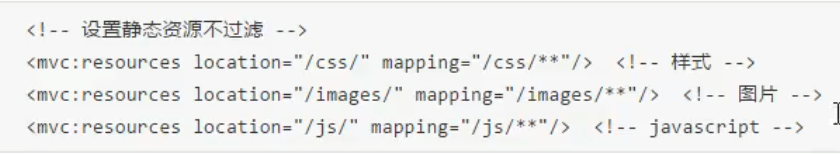 <!-- 设置静态资源不过滤 -->
<mvc:resources location="/css/" mapping="/css/**"/>  <!-- 样式 -->
<mvc:resources location="/images/" mapping="/images/**"/>  <!-- 图片 -->
<mvc:resources location="/js/" mapping="/js/**"/>  <!-- javascript -->